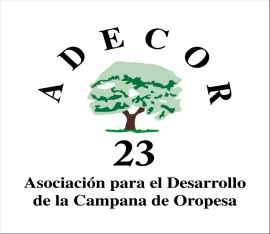 ADECOR
23
Asociación para el Desarrollo
de la Campana de Oropesa